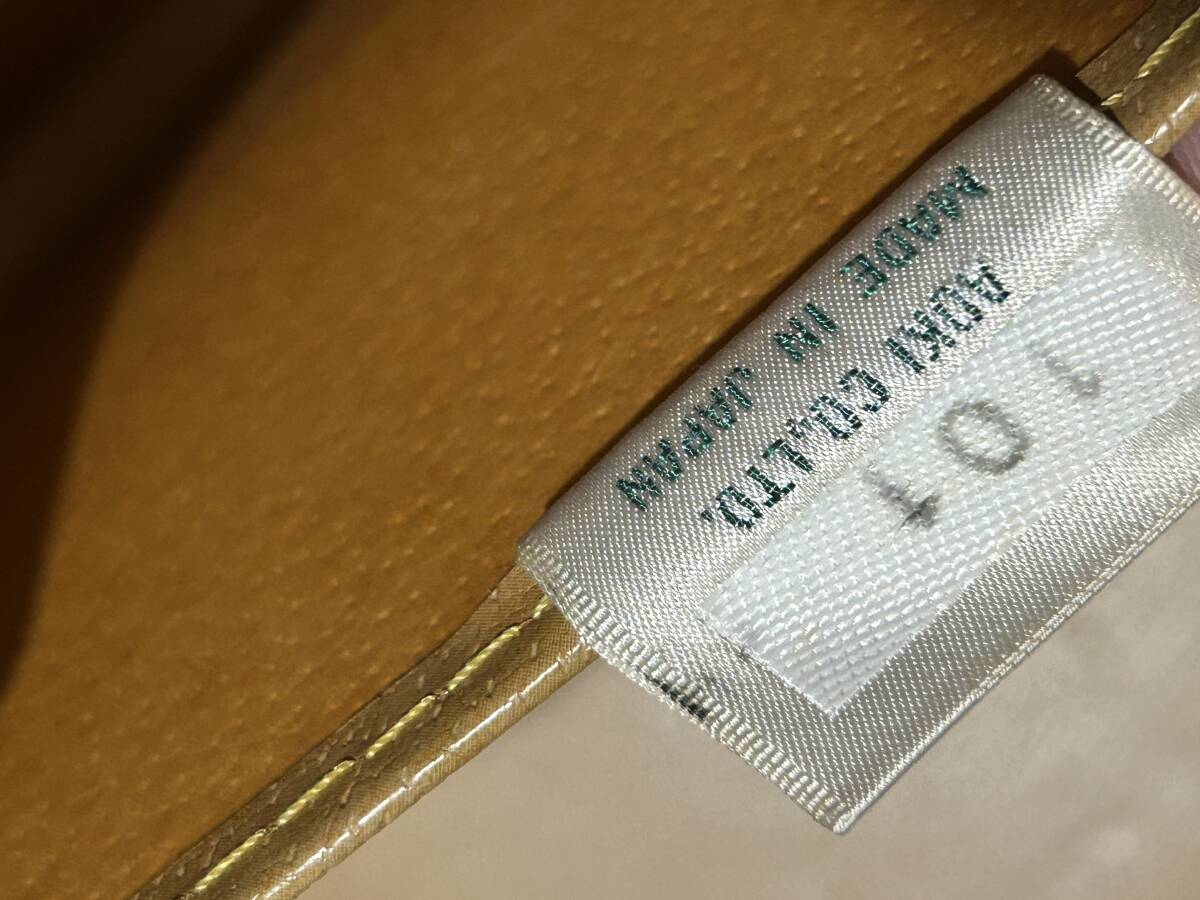 101
AOKI CO.,LTD.
MADE IN JAPAN